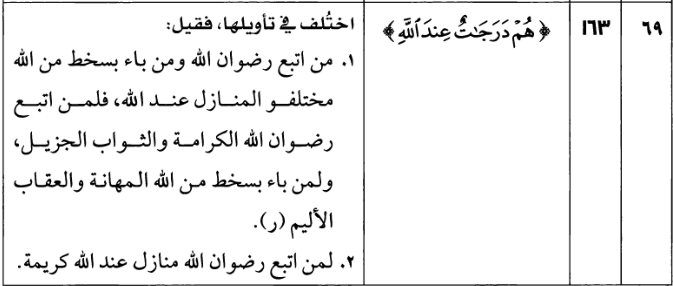 ٦٩
١٦٣
﴿ هُمْ دَرَجَٰتٌ عِندَ ٱللَّهِ ﴾
اختُلف في تأويلها، فقيل:
١. من اتبع رضوان الله ومن باء بسخط من الله
مختلفو المنازل عند الله، فلمن اتبع
رضوان الله الكرامة والثواب الجزيل،
ولمن باء بسخط من الله المهانة والعقاب
الأليم (ر).
٢. لمن اتبع رضوان الله منازل عند الله كريمة.